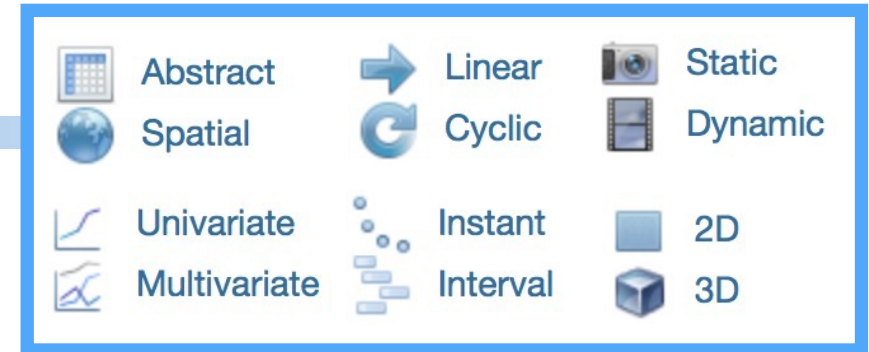 Abstract
Linear
Static
Spatial
Cyclic
Dynamic
Univariate
Instant
2D
Multivariate
Interval
3D